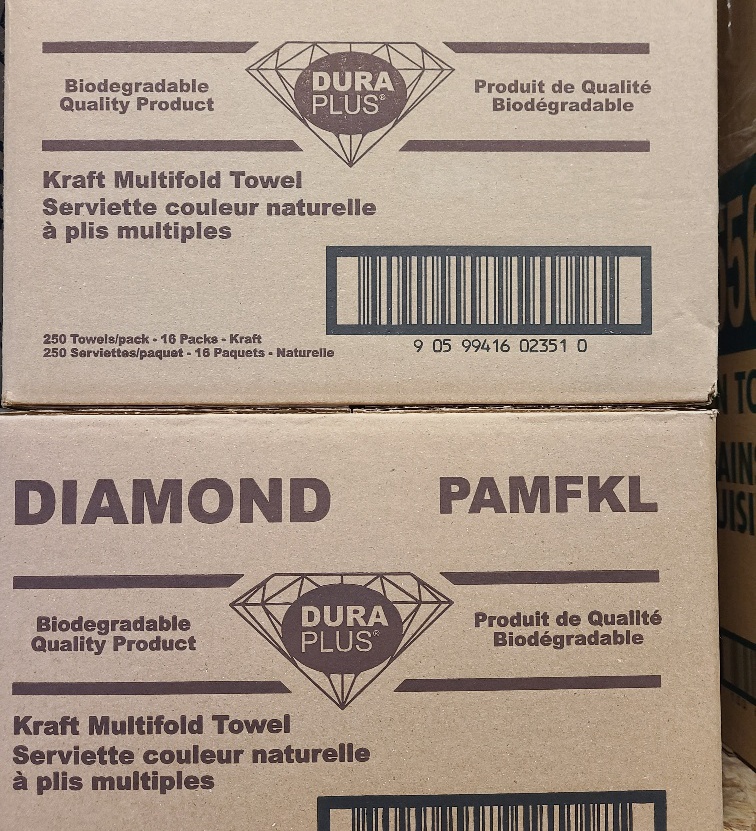 DURA
PLUS®
Biodegradable
Quality Product
Produit de Qualité
Biodégradable
Kraft Multifold Towel
Serviette couleur naturelle
à plis multiples
250 Towels/pack - 16 Packs - Kraft
250 Serviettes/paquet - 16 Paquets - Naturelle
9 05 99416 02351 0
DIAMOND
PAMFKL
DURA
PLUS®
Biodegradable
Quality Product
Produit de Qualité
Biodégradable
Kraft Multifold Towel
Serviette couleur naturelle
à plis multiples